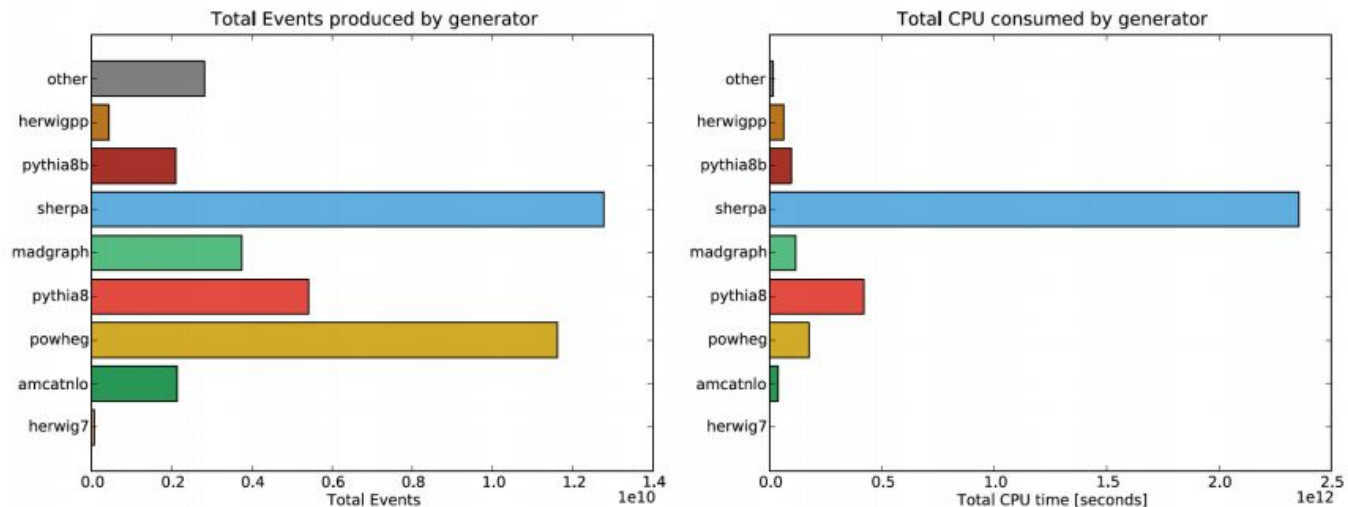 Total Events produced by generator
other
herwigpp
pythia8b
sherpa
madgraph
pythia8
powheg
amcatnlo
herwig7
0.0 0.2 0.4 0.6 0.8 1.0 1.2 1.4
1e10
Total Events
Total CPU consumed by generator
other
herwigpp
pythia8b
sherpa
madgraph
pythia8
powheg
amcatnlo
herwig7
0.0 0.5 1.0 1.5 2.0 2.5
1e12
Total CPU time [seconds]